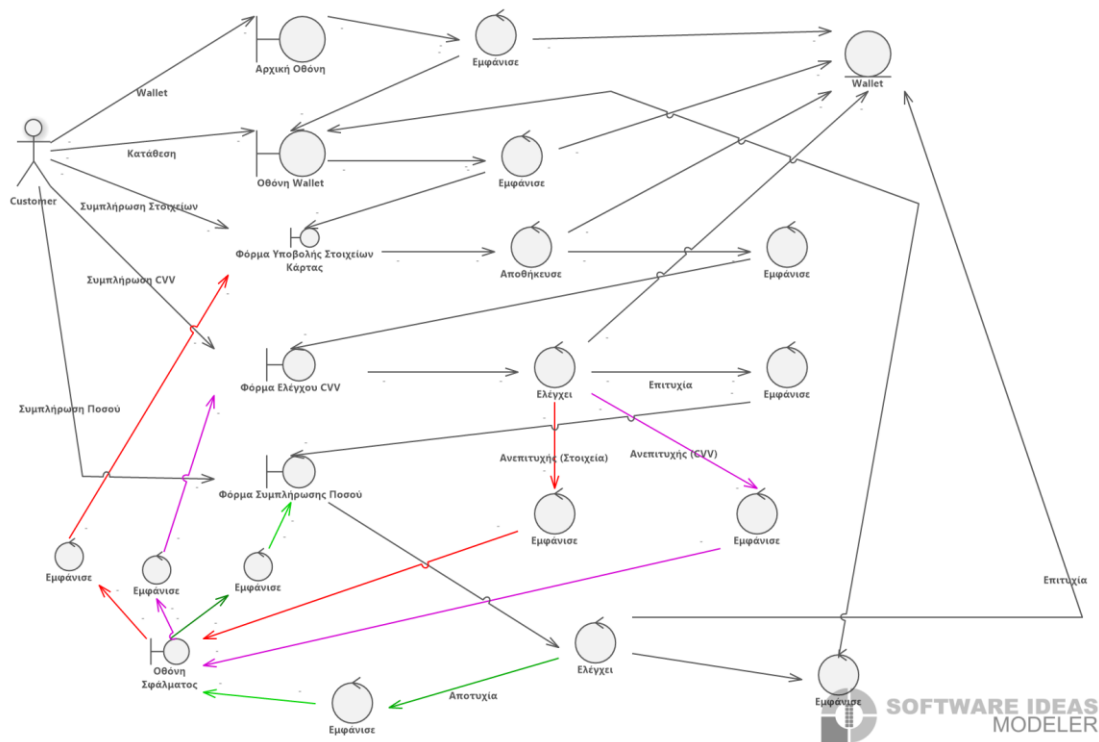 Αρχική Οθόνη
Εμφάνισε
Wallet
Wallet
Κατάθεση
Οθόνη Wallet
Εμφάνισε
Customer
Συμπλήρωση Στοιχείων
Φόρμα Υποβολής Στοιχείων
Κάρτας
Αποθήκευσε
Εμφάνισε
Συμπλήρωση CVV
Φόρμα Ελέγχου CVV
Ελέγχει
Επιτυχία
Εμφάνισε
Συμπλήρωση Ποσού
Ανεπιτυχής (Στοιχεία)
Ανεπιτυχής (CVV)
Φόρμα Συμπλήρωσης Ποσού
Εμφάνισε
Εμφάνισε
Εμφάνισε
Εμφάνισε
Εμφάνισε
Επιτυχία
Οθόνη
Σφάλματος
Ελέγχει
Αποτυχία
Εμφάνισε
Εμφάνισε
SOFTWARE IDEAS
MODELER